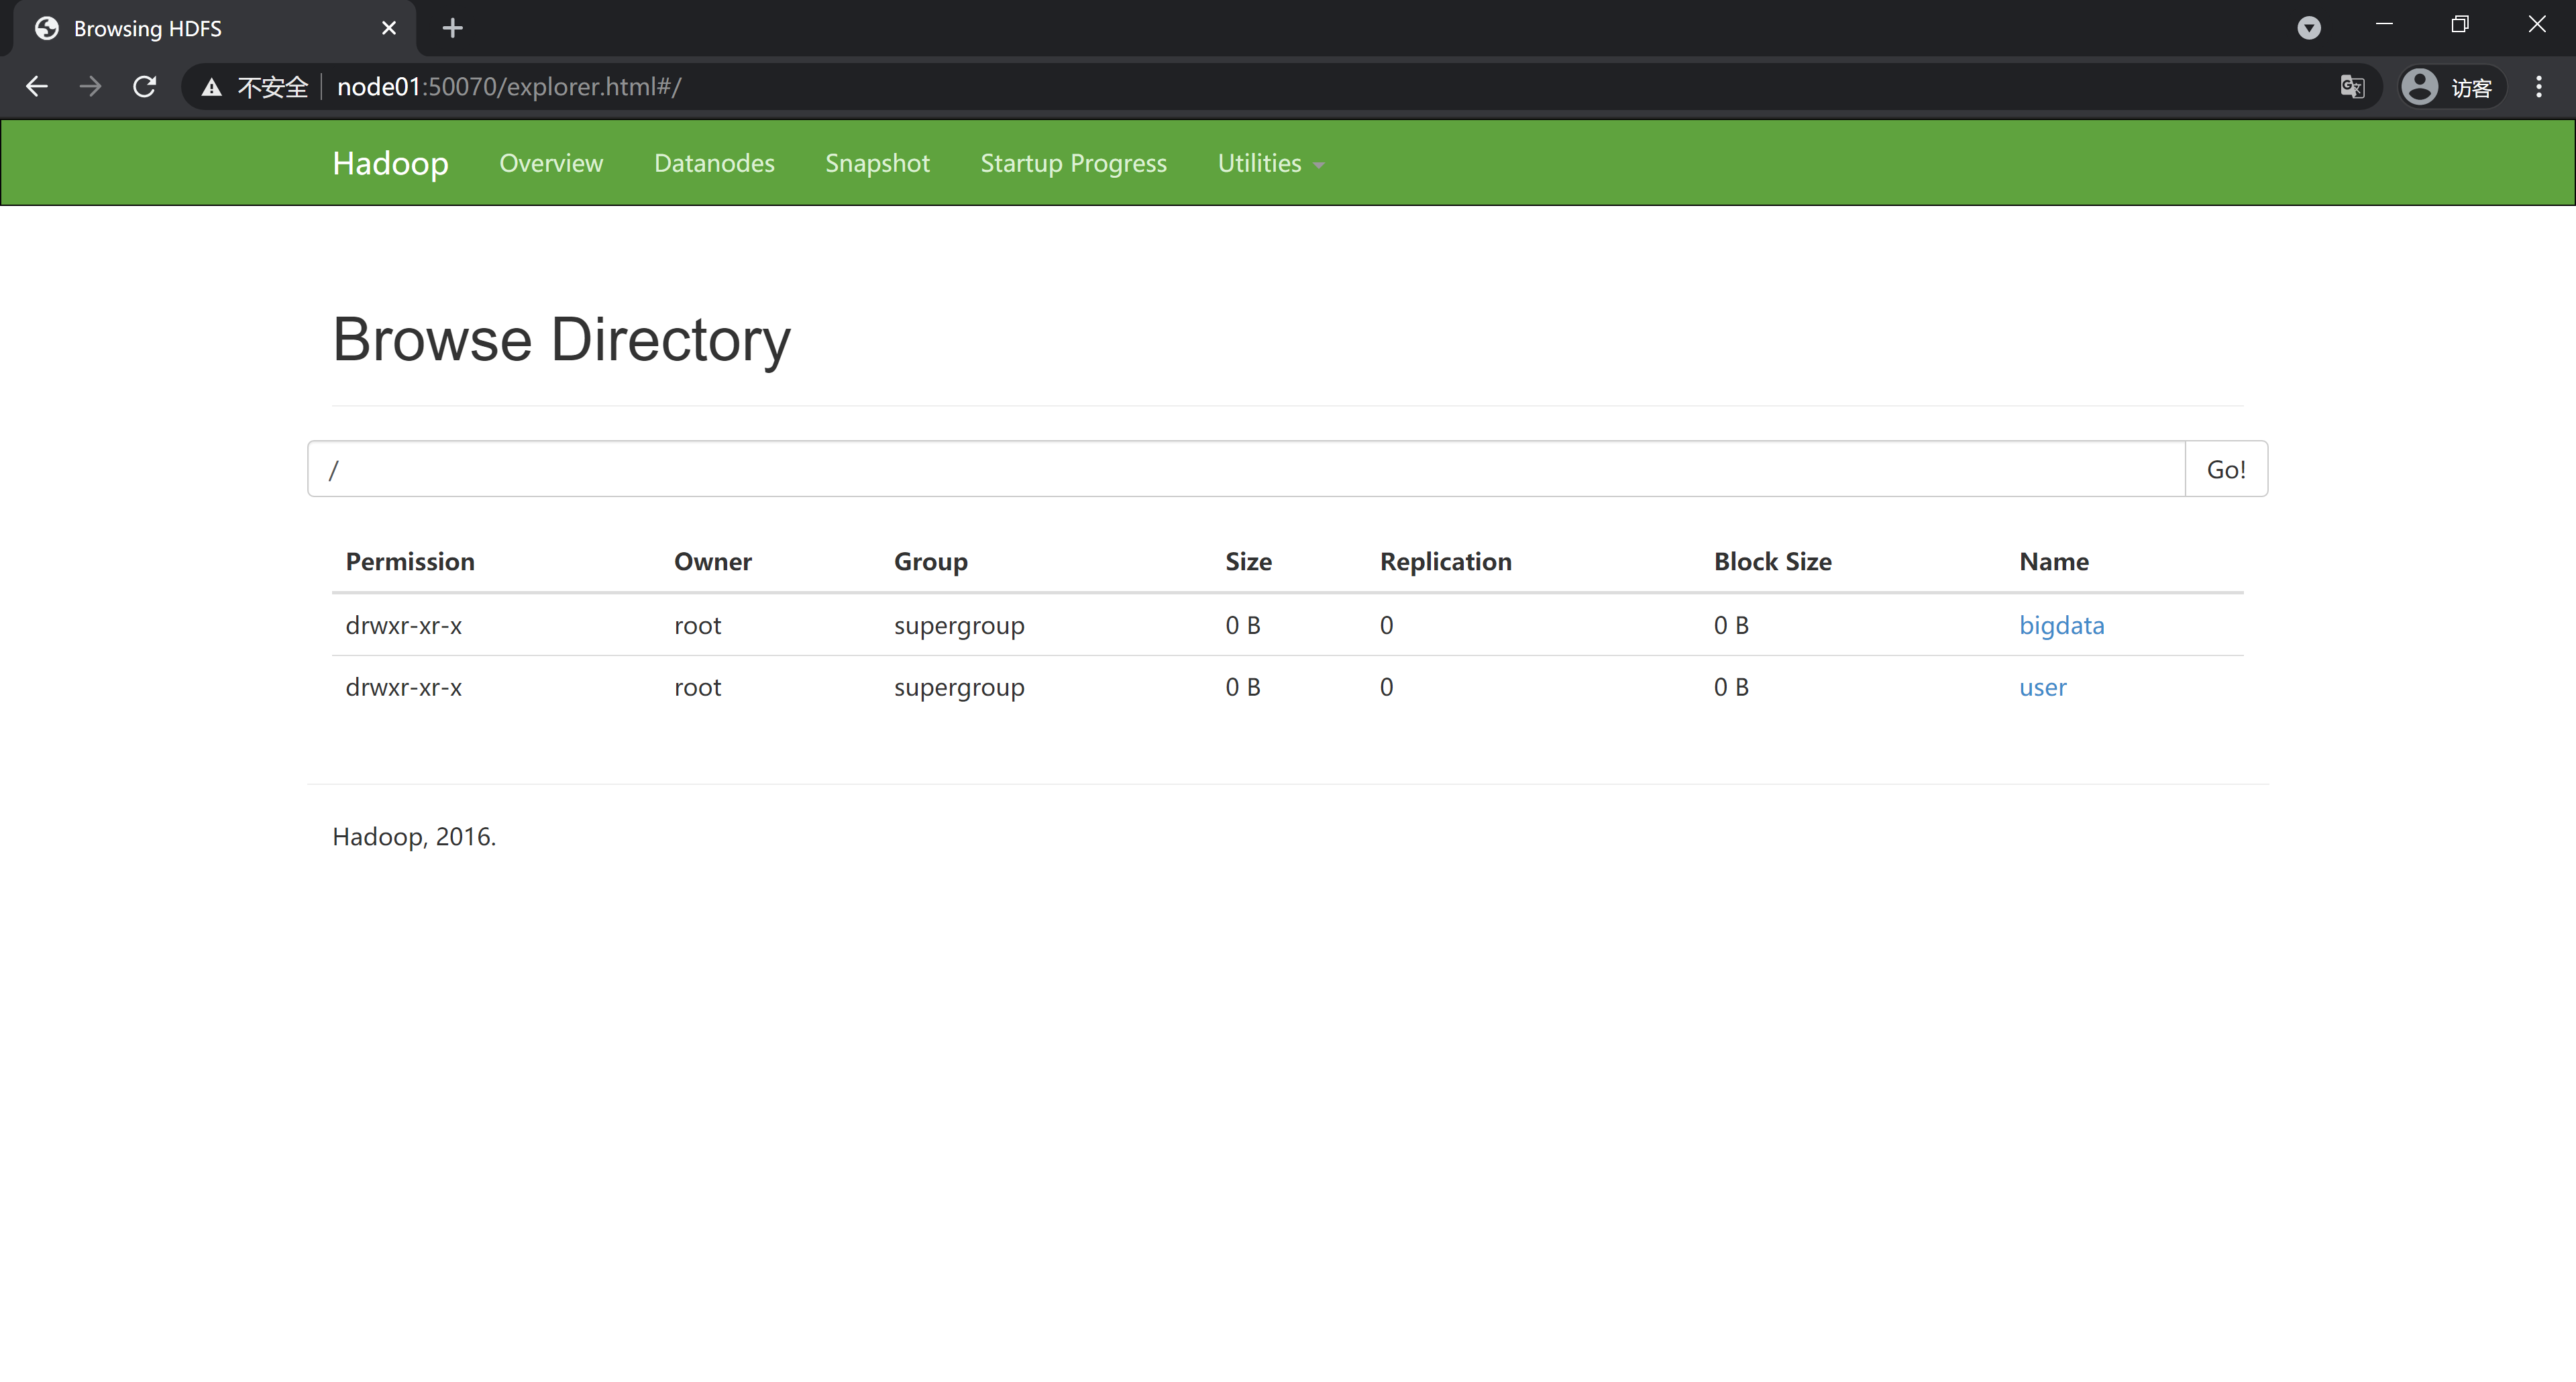 Browsing HDFS
不安全 node01:50070/explorer.html#/ 访客
Hadoop Overview Datanodes Snapshot Startup Progress Utilities
Browse Directory
/ Go!
Permission Owner Group Size Replication Block Size Name
drwxr-xr-x root supergroup 0 B 0 0 B bigdata
drwxr-xr-x root supergroup 0 B 0 0 B user
Hadoop, 2016.